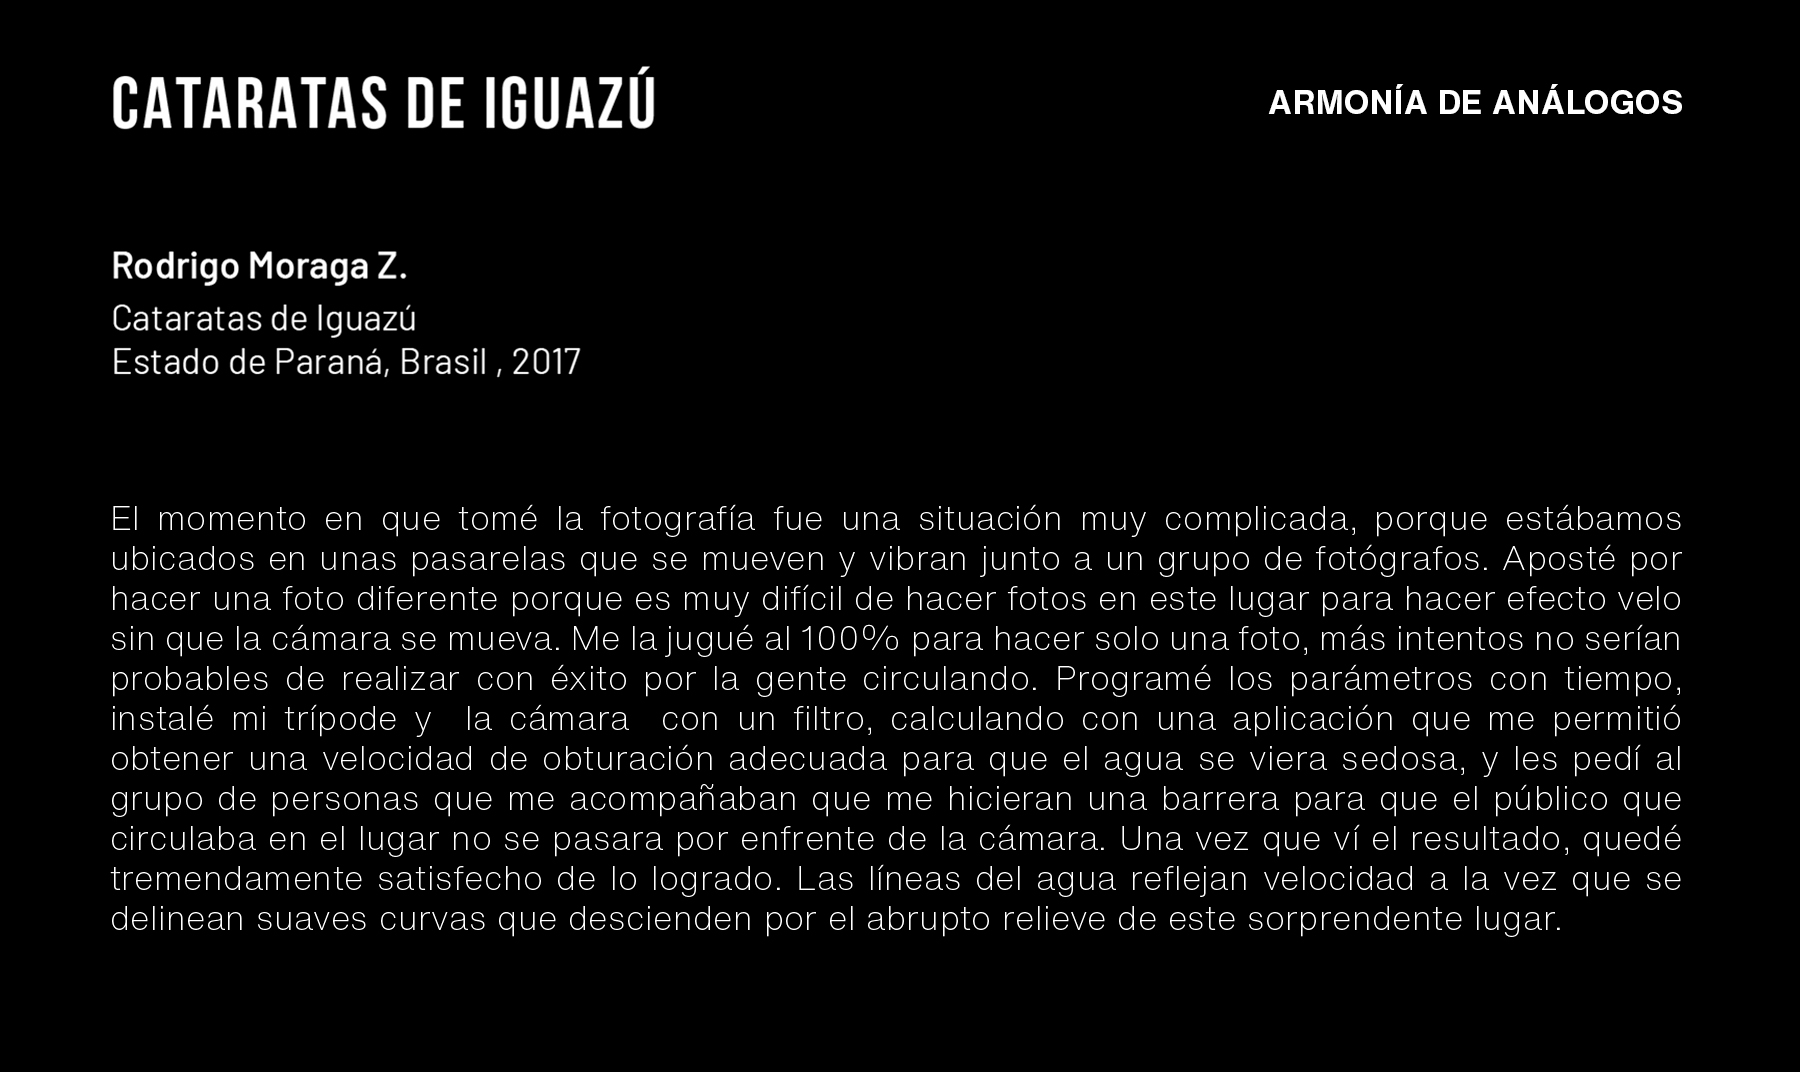 CATARATAS DE IGUAZÚ
ARMONÍA DE ANÁLOGOS
Rodrigo Moraga Z.
Cataratas de Iguazú
Estado de Paraná, Brasil , 2017
El momento en que tomé la fotografía fue una situación muy complicada, porque estábamos
ubicados en unas pasarelas que se mueven y vibran junto a un grupo de fotógrafos. Aposté por
hacer una foto diferente porque es muy difícil de hacer fotos en este lugar para hacer efecto velo
sin que la cámara se mueva. Me la jugué al 100% para hacer solo una foto, más intentos no serían
probables de realizar con éxito por la gente circulando. Programé los parámetros con tiempo,
instalé mi trípode y  la cámara  con un filtro, calculando con una aplicación que me permitió
obtener una velocidad de obturación adecuada para que el agua se viera sedosa, y les pedí al
grupo de personas que me acompañaban que me hicieran una barrera para que el público que
circulaba en el lugar no se pasara por enfrente de la cámara. Una vez que ví el resultado, quedé
tremendamente satisfecho de lo logrado. Las líneas del agua reflejan velocidad a la vez que se
delinean suaves curvas que descienden por el abrupto relieve de este sorprendente lugar.